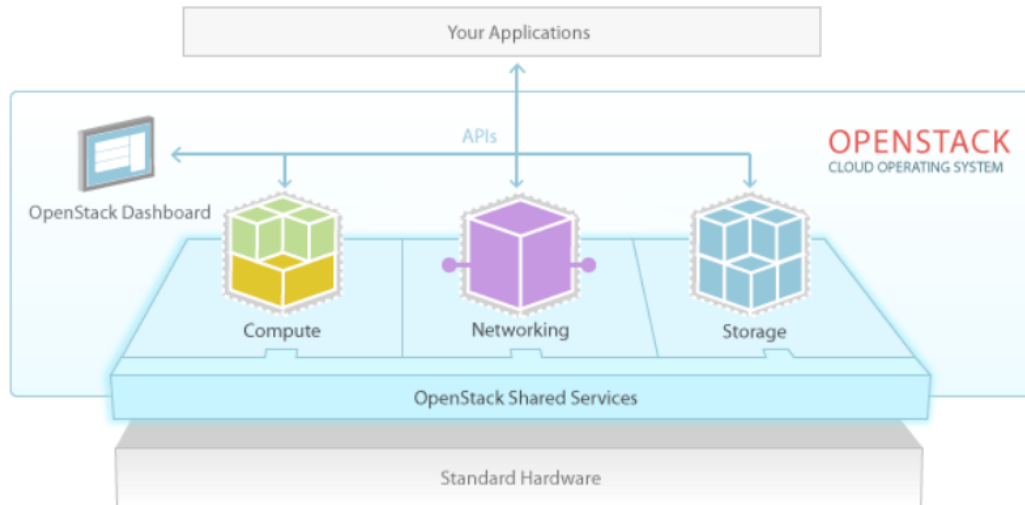 Your Applications
APIs
OPENSTACK
CLOUD OPERATING SYSTEM
OpenStack Dashboard
Compute
Networking
Storage
OpenStack Shared Services
Standard Hardware